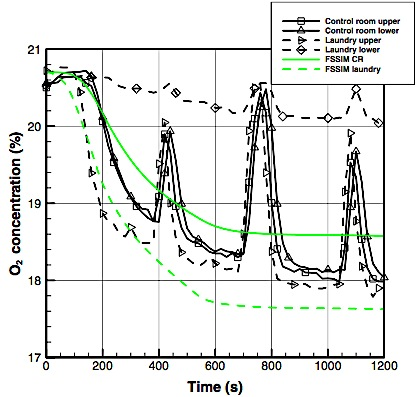 Control room upper
Control room lower
Laundry upper
Laundry lower
FSSIM CR
FSSIM laundry
21
20
19
18
17
O2 concentration (%)
0 200 400 600 800 1000 1200
Time (s)